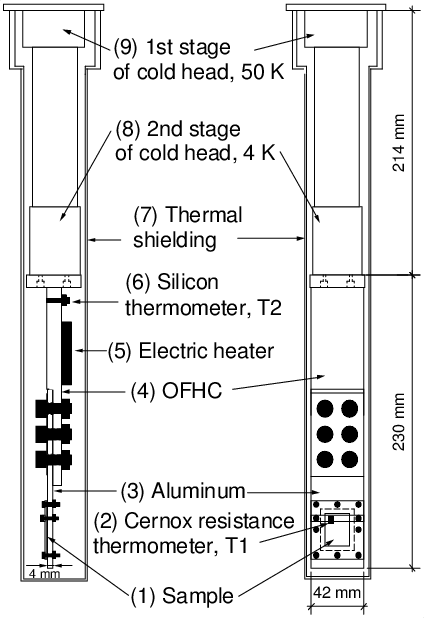 (9) 1st stage
of cold head, 50 K
214 mm
(8) 2nd stage
of cold head, 4 K
(7) Thermal
shielding
(6) Silicon
thermometer, T2
(5) Electric heater
(4) OFHC
230 mm
(3) Aluminum
(2) Cernox resistance
thermometer, T1
4 mm
(1) Sample
42 mm